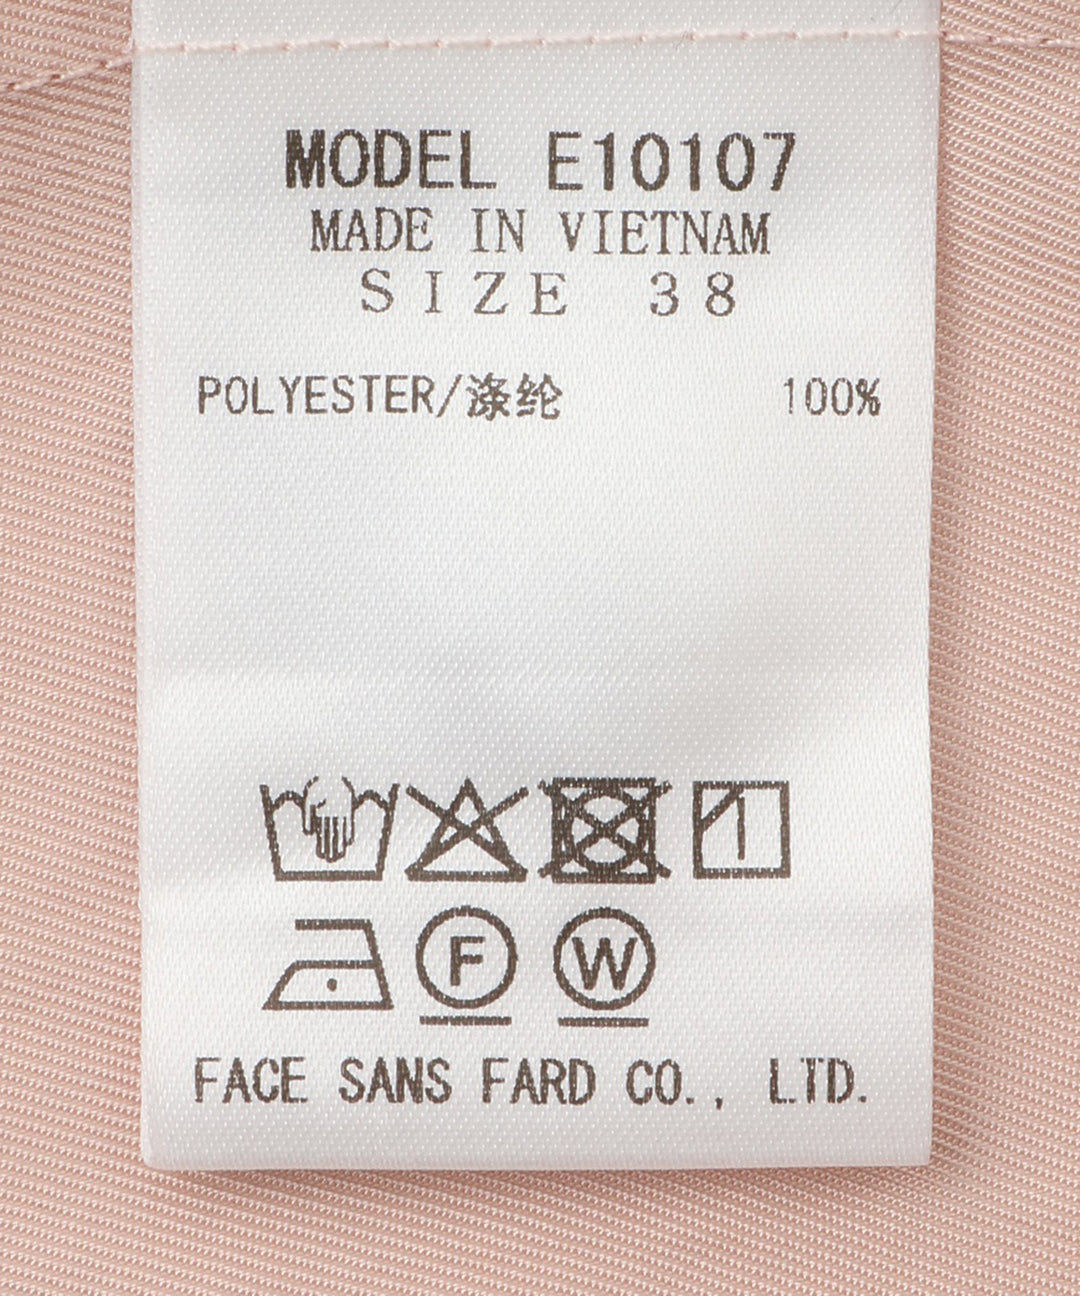 MODEL E10107
MADE IN VIETNAM
SIZE 38
POLYESTER/涤纶 100%
F W
FACE SANS FARD CO., LTD.